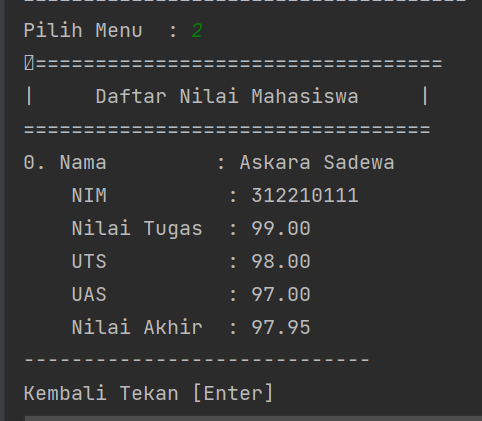 Pilih Menu  : 2
===================================
|     Daftar Nilai Mahasiswa     |
==================================
0. Nama         : Askara Sadewa
    NIM          : 312210111
    Nilai Tugas  : 99.00
    UTS          : 98.00
    UAS          : 97.00
    Nilai Akhir  : 97.95
-----------------------------
Kembali Tekan [Enter]